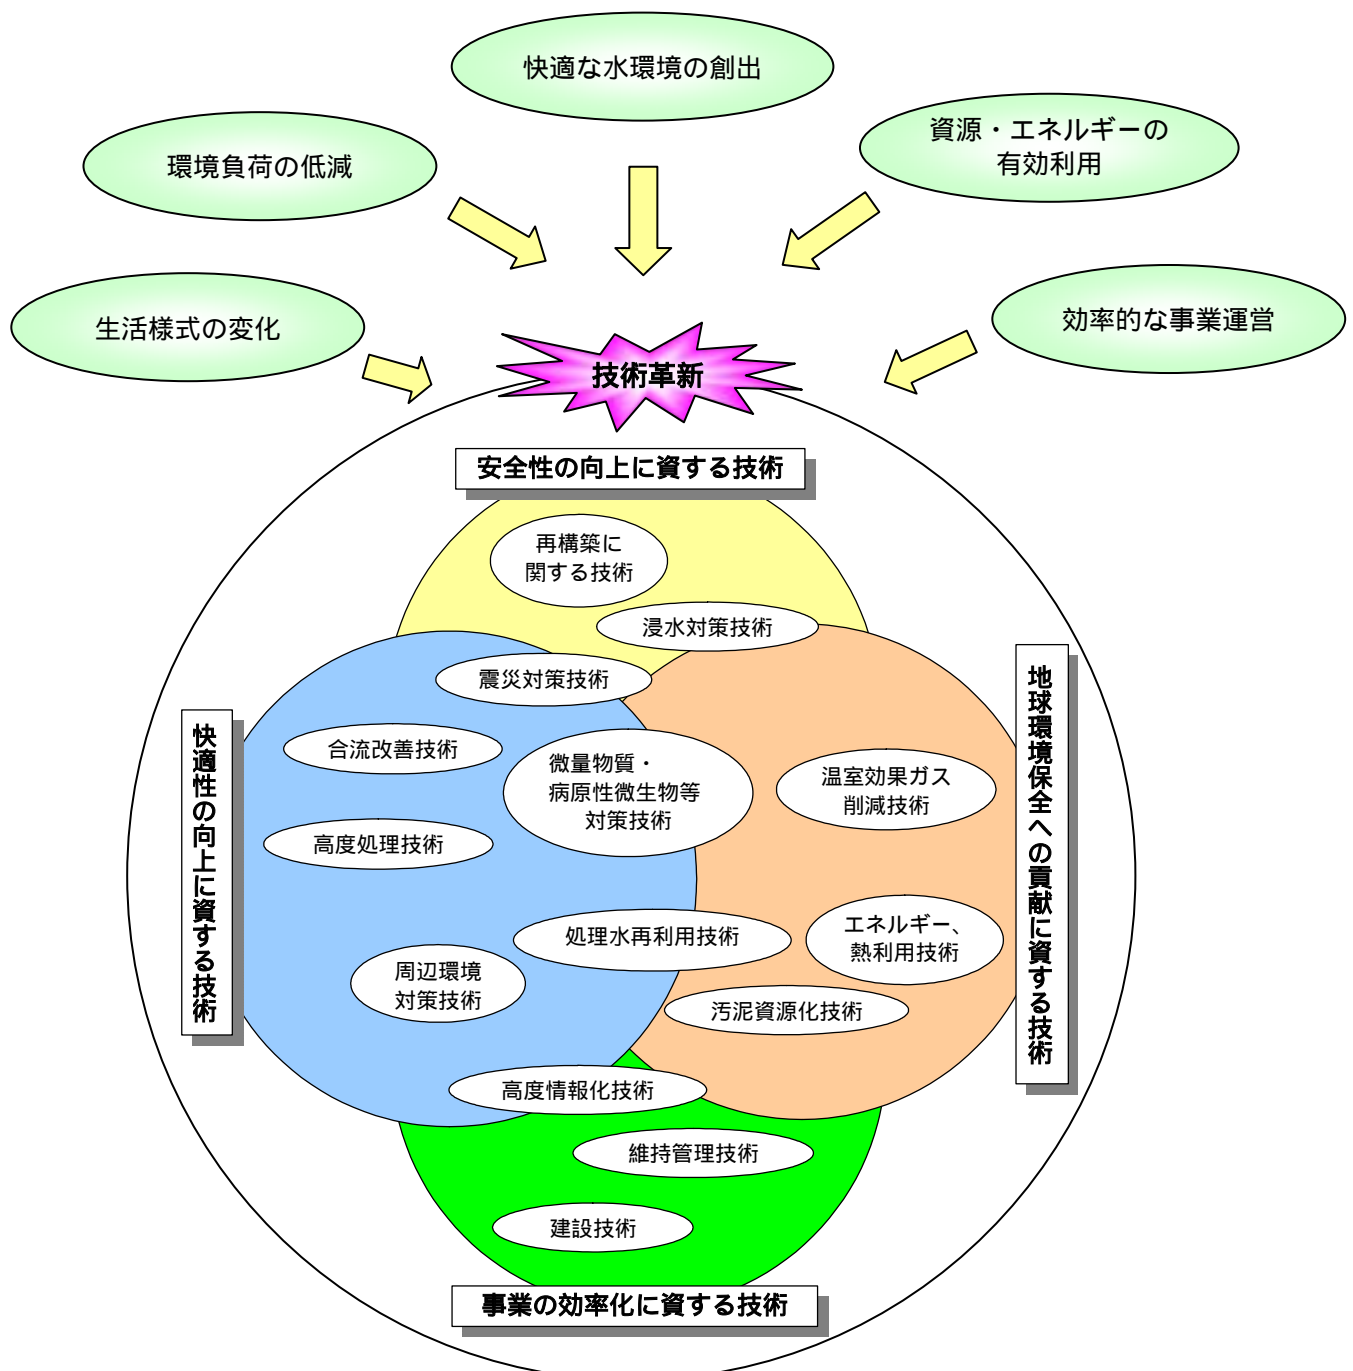 快適な水環境の創出
資源・エネルギーの
有効利用
環境負荷の低減
生活様式の変化
効率的な事業運営
技術革新
安全性の向上に資する技術
再構築に
関する技術
浸水対策技術
震災対策技術
快適性の向上に資する技術
地球環境保全への貢献に資する技術
合流改善技術
微量物質・
病原性微生物等
対策技術
温室効果ガス
削減技術
高度処理技術
処理水再利用技術
エネルギー、
熱利用技術
周辺環境
対策技術
汚泥資源化技術
高度情報化技術
維持管理技術
建設技術
事業の効率化に資する技術